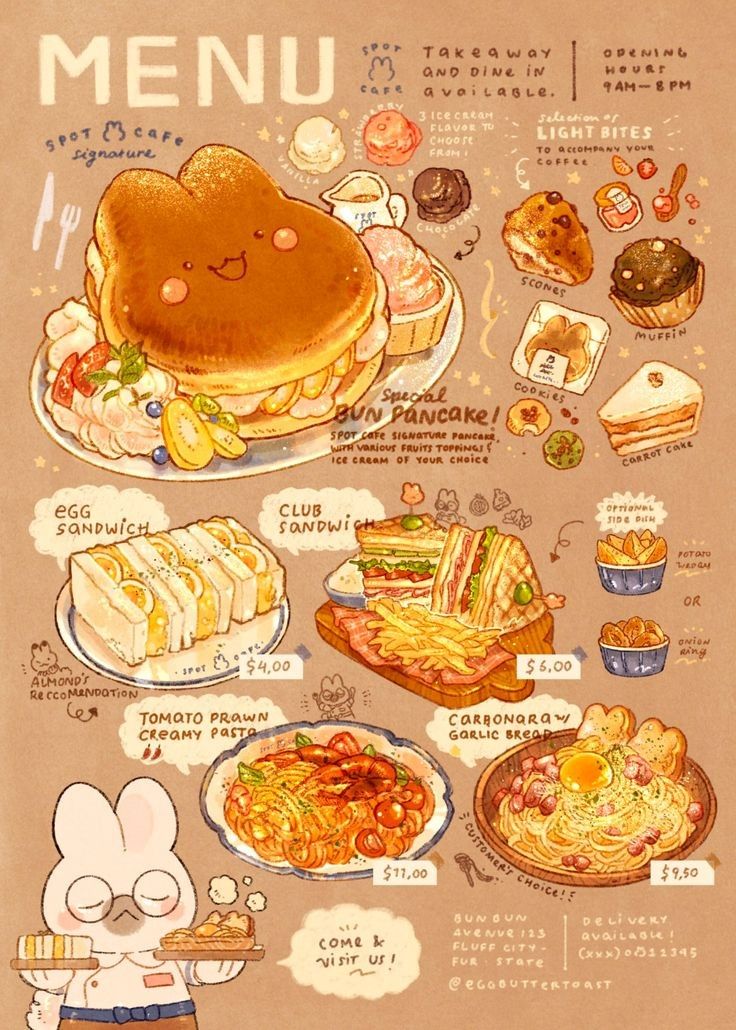 MENU
SPOT
CAFE
TAKEAWAY
AND DINE IN
AVAILABLE.
OPENING
HOURS
9AM—8PM
SPOT CAFE
signature
VANILLA
STRAWBERRY
3 ICE CREAM
FLAVOR TO
CHOOSE
FROM!
CHOCOLATE
SPOT
selection of
LIGHT BITES
TO ACCOMPANY YOUR
COFFEE
SCONES
MUFFIN
COOKIES
CARROT CAKE
Special
BUN PANCAKE!
SPOT CAFE SIGNATURE PANCAKE,
WITH VARIOUS FRUITS TOPPINGS &
ICE CREAM OF YOUR CHOICE
EGG
SANDWICH
CLUB
SANDWICH
OPTIONAL
SIDE DISH
POTATO
OR
ONION
RING
SPOT CAFE
$4,00
$6,00
ALMOND'S
RECCOMENDATION
TOMATO PRAWN
CREAMY PASTA
CARBONARA W/
GARLIC BREAD
$11,00
$9,50
CUSTOMER'S CHOICE!!
COME &
VISIT US!
BUN BUN
AVENUE 123
FLUFF CITY-
FUR · STATE
DELIVERY
AVAILABLE!
(XXX) 0312345
@EGGBUTTERTOAST